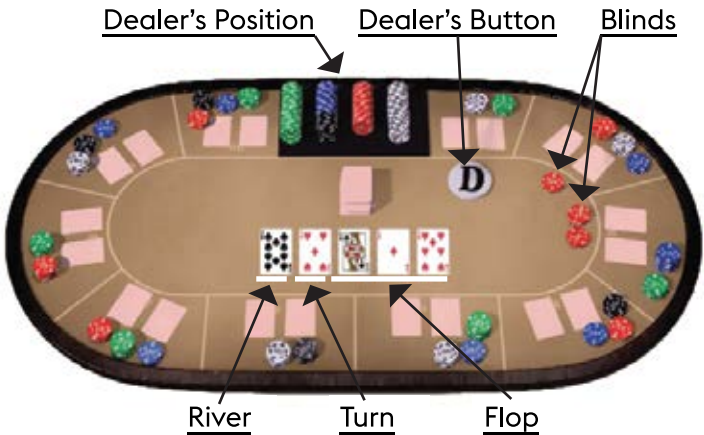 Dealer's Position
Dealer's Button
Blinds
D
River
Turn
Flop